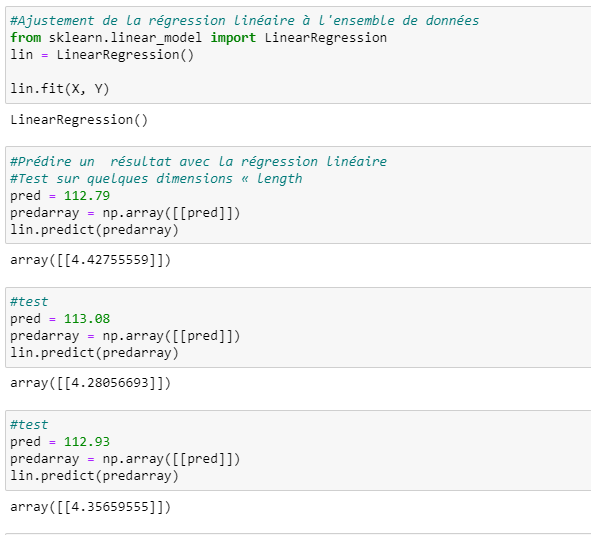 #Ajustement de la régression linéaire à l'ensemble de données
from sklearn.linear_model import LinearRegression
lin = LinearRegression()
lin.fit(X, Y)
LinearRegression()
#Prédire un  résultat avec la régression linéaire
#Test sur quelques dimensions « length
pred = 112.79
predarray = np.array([[pred]])
lin.predict(predarray)
array([[4.42755559]])
#test
pred = 113.08
predarray = np.array([[pred]])
lin.predict(predarray)
array([[4.28056693]])
#test
pred = 112.93
predarray = np.array([[pred]])
lin.predict(predarray)
array([[4.35659555]])